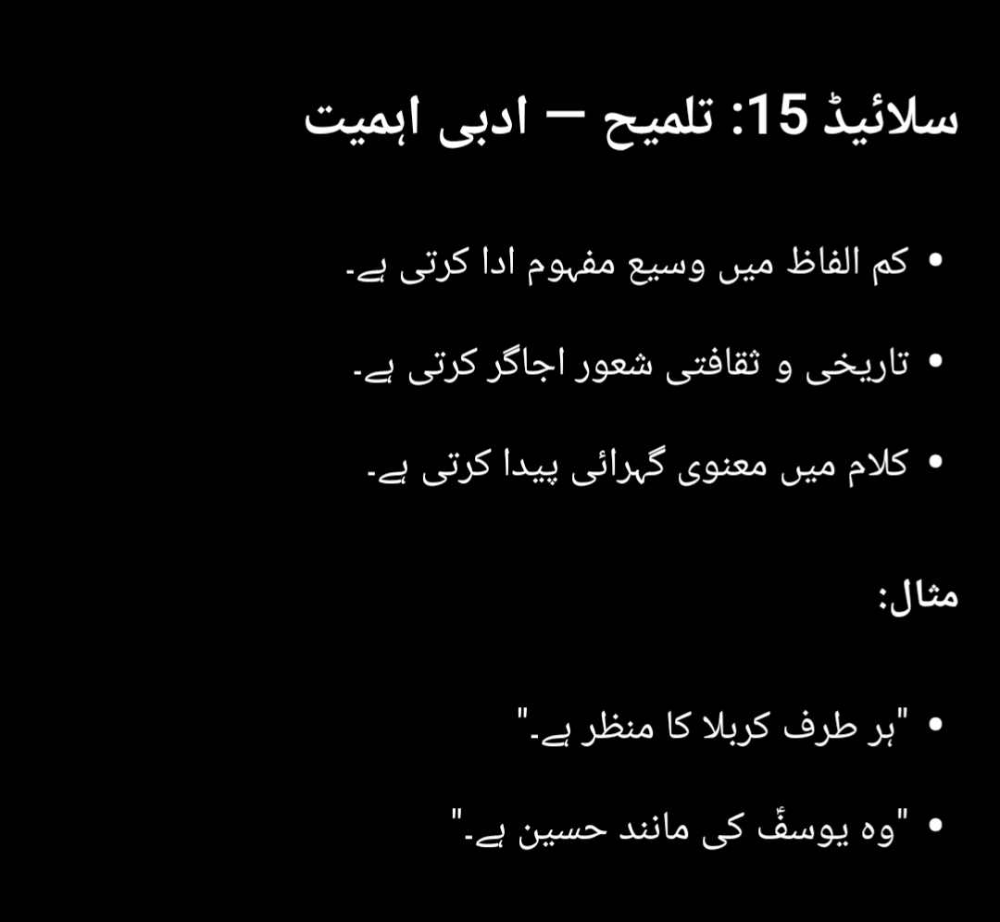 سلائیڈ 15: تلمیح — ادبی اہمیت
• کم الفاظ میں وسیع مفہوم ادا کرتی ہے۔
• تاریخی و ثقافتی شعور اجاگر کرتی ہے۔
• کلام میں معنوی گہرائی پیدا کرتی ہے۔
مثال:
• "ہر طرف کربلا کا منظر ہے۔"
• "وہ یوسفؑ کی مانند حسین ہے۔"